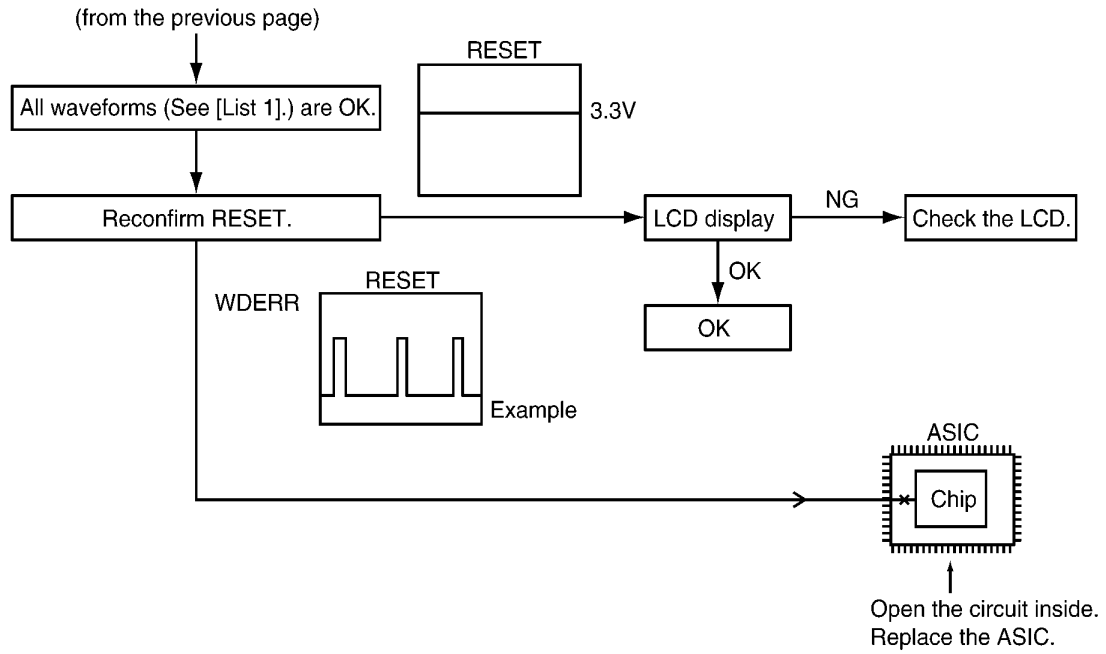 (from the previous page)
RESET
All waveforms (See [List 1].) are OK.
3.3V
Reconfirm RESET.
LCD display
NG
Check the LCD.
OK
OK
WDERR
RESET
Example
ASIC
Chip
Open the circuit inside.
Replace the ASIC.